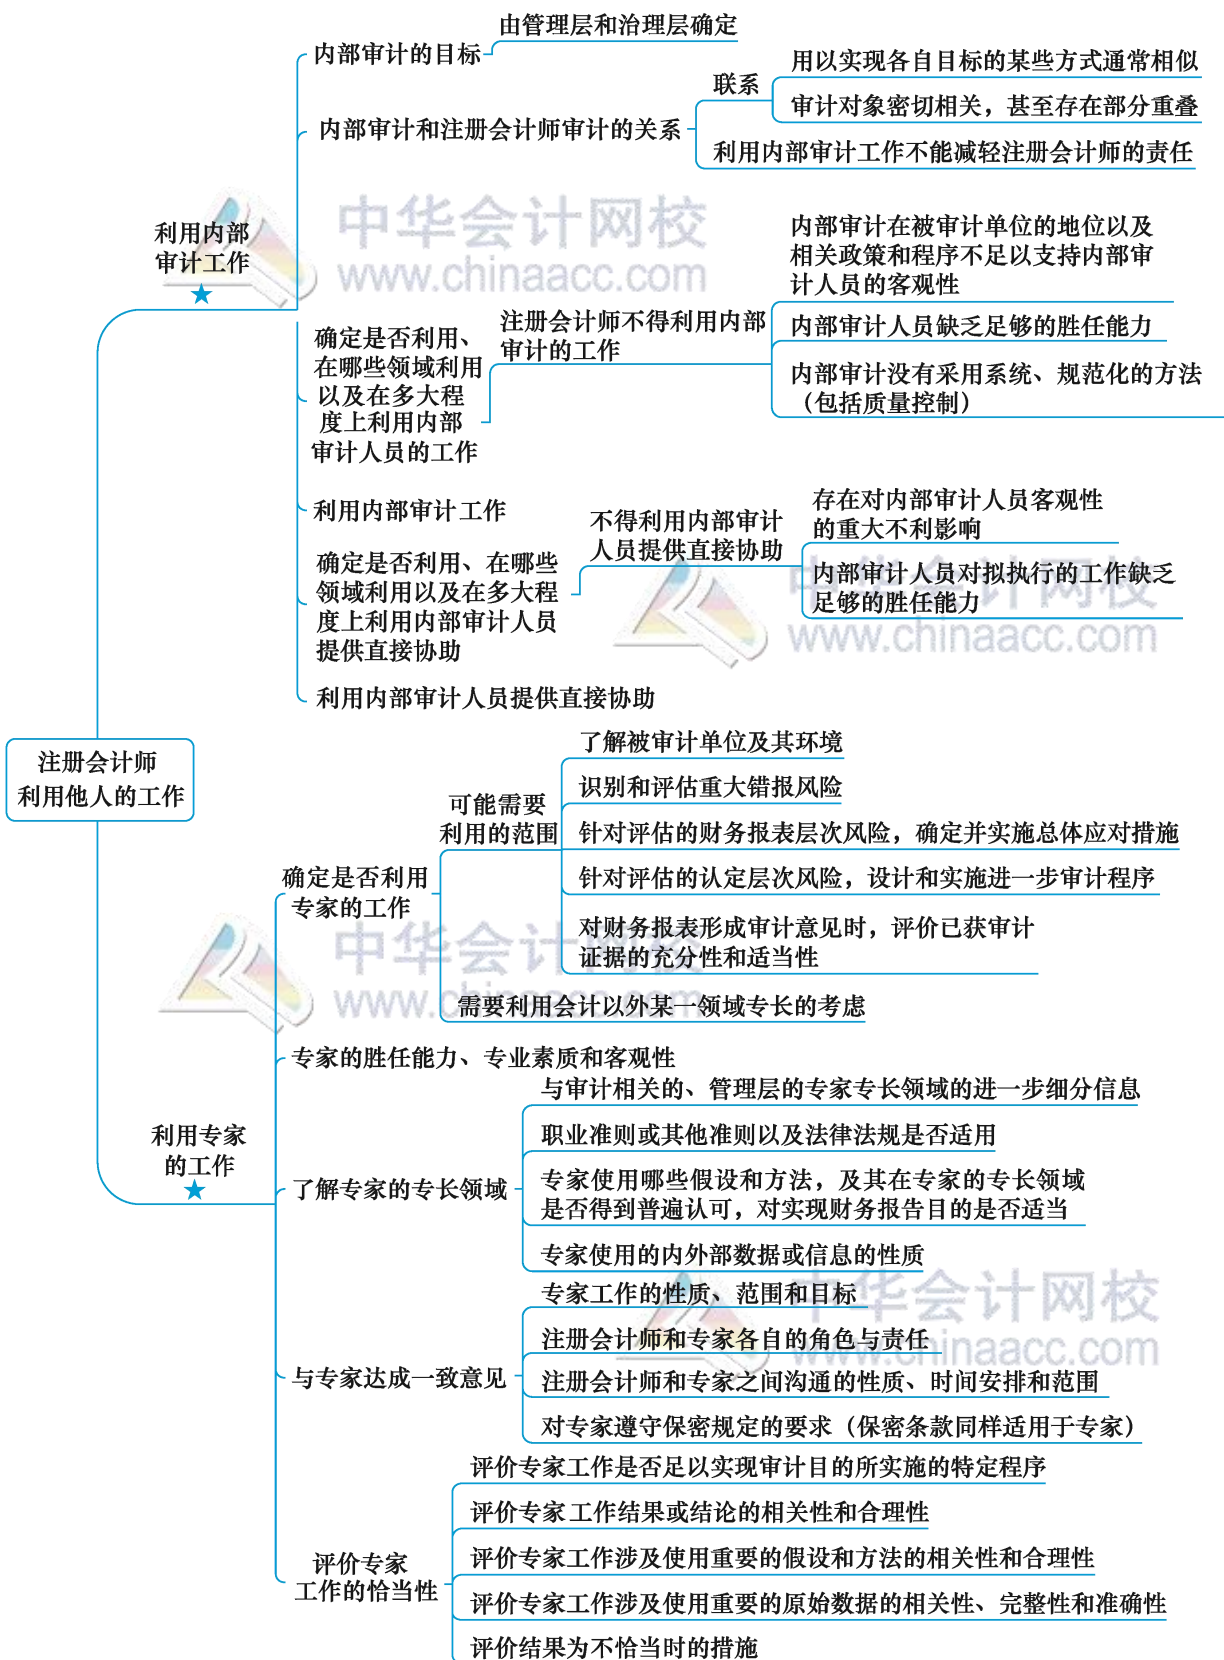 由管理层和治理层确定
内部审计的目标
用以实现各自目标的某些方式通常相似
联系
审计对象密切相关，甚至存在部分重叠
内部审计和注册会计师审计的关系
利用内部审计工作不能减轻注册会计师的责任
利用内部
审计工作
中华会计网校
www.chinaacc.com
内部审计在被审计单位的地位以及
相关政策和程序不足以支持内部审
计人员的客观性
注册会计师不得利用内部
审计的工作
内部审计人员缺乏足够的胜任能力
确定是否利用、
在哪些领域利用
以及在多大程
度上利用内部
审计人员的工作
内部审计没有采用系统、规范化的方法
（包括质量控制）
利用内部审计工作
不得利用内部审计
人员提供直接协助
存在对内部审计人员客观性
的重大不利影响
确定是否利用、在哪些
领域利用以及在多大程
度上利用内部审计人员
提供直接协助
内部审计人员对拟执行的工作缺乏
足够的胜任能力
中华会计网校
www.chinaacc.com
利用内部审计人员提供直接协助
注册会计师
利用他人的工作
了解被审计单位及其环境
识别和评估重大错报风险
可能需要
利用的范围
针对评估的财务报表层次风险，确定并实施总体应对措施
针对评估的认定层次风险，设计和实施进一步审计程序
确定是否利用
专家的工作
对财务报表形成审计意见时，评价已获审计
证据的充分性和适当性
中华会计网校
www.chinaacc.com
需要利用会计以外某一领域专长的考虑
专家的胜任能力、专业素质和客观性
与审计相关的、管理层的专家专长领域的进一步细分信息
利用专家
的工作
职业准则或其他准则以及法律法规是否适用
了解专家的专长领域
专家使用哪些假设和方法，及其在专家的专长领域
是否得到普遍认可，对实现财务报告目的是否适当
专家使用的内外部数据或信息的性质
专家工作的性质、范围和目标
中华会计网校
www.chinaacc.com
注册会计师和专家各自的角色与责任
与专家达成一致意见
注册会计师和专家之间沟通的性质、时间安排和范围
对专家遵守保密规定的要求（保密条款同样适用于专家）
评价专家工作是否足以实现审计目的所实施的特定程序
评价专家工作结果或结论的相关性和合理性
评价专家
工作的恰当性
评价专家工作涉及使用重要的假设和方法的相关性和合理性
评价专家工作涉及使用重要的原始数据的相关性、完整性和准确性
评价结果为不恰当时的措施